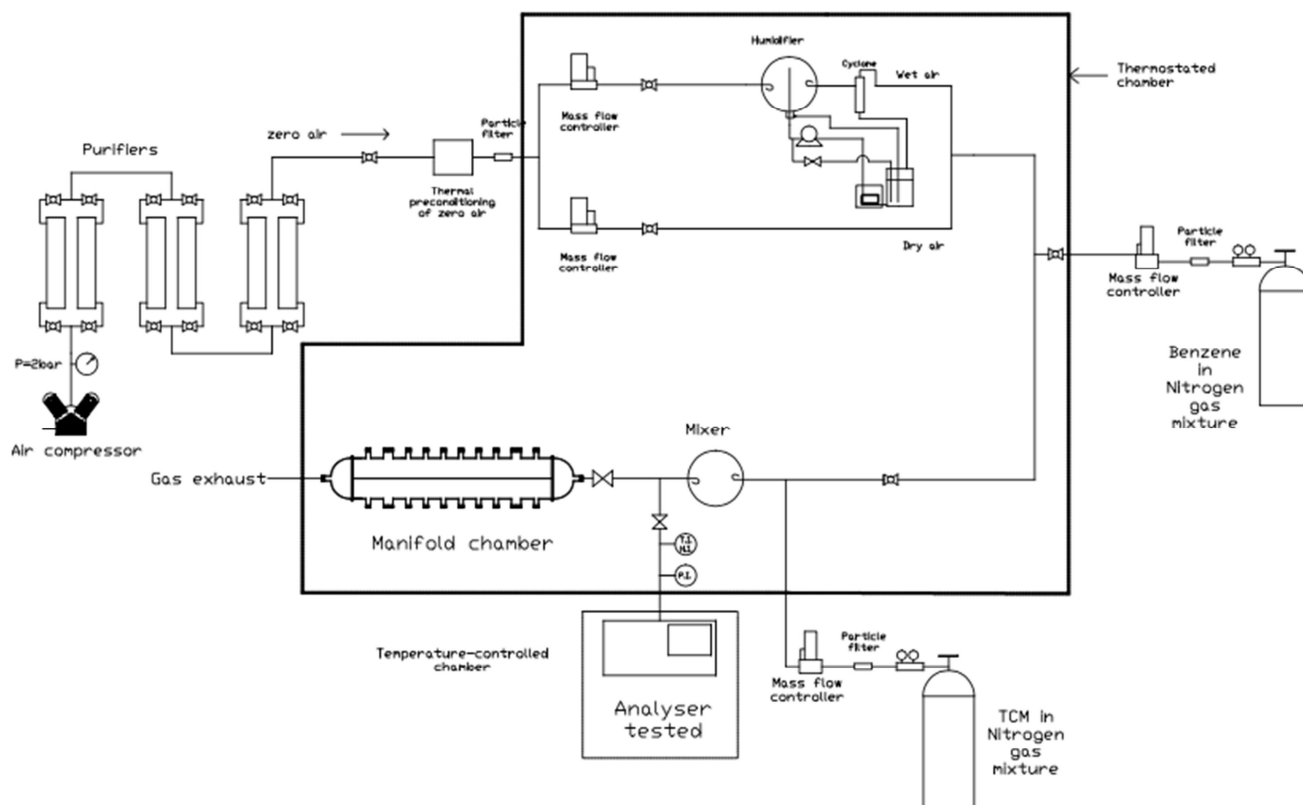 Humidifier
Cyclone
Wet air
Thermostated
chamber
Mass flow
controller
zero air
Particle
filter
Purifiers
Thermal
preconditioning
of zero air
Mass flow
controller
Dry air
Particle
filter
Mass flow
controller
P=2bar
Benzene in
Nitrogen
gas
mixture
Air compressor
Mixer
Gas exhaust
Manifold chamber
T.I.
H.I.
P.I.
Temperature-controlled
chamber
Particle
filter
Mass flow
controller
Analyser
tested
TCM in
Nitrogen
gas
mixture